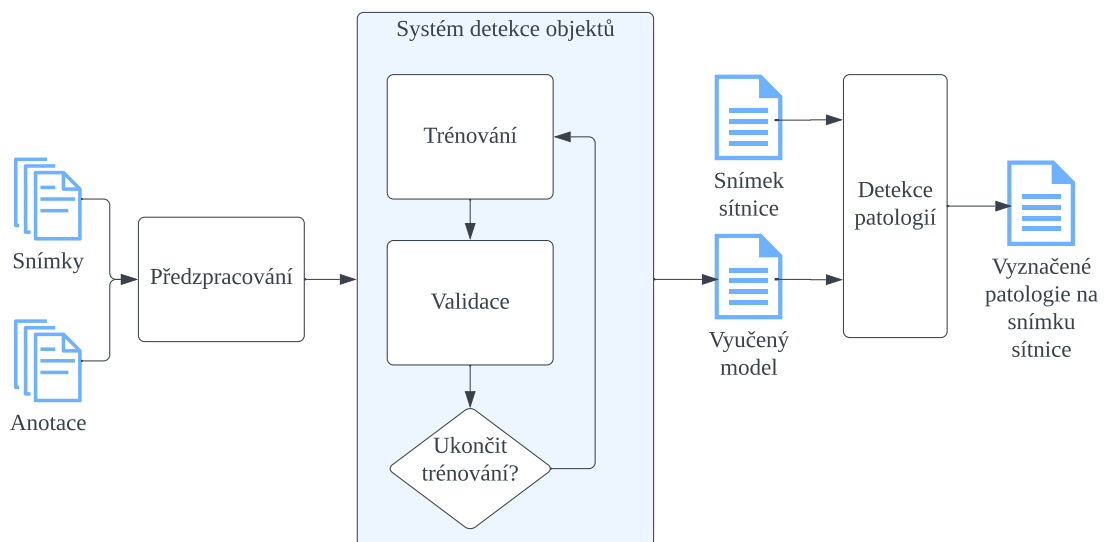 Systém detekce objektů
Trénování
Validace
Ukončit
trénování?
Snímky
Anotace
Předzpracování
Snímek
sítnice
Vyučený
model
Detekce
patologií
Vyznačené
patologie na
snímku
sítnice